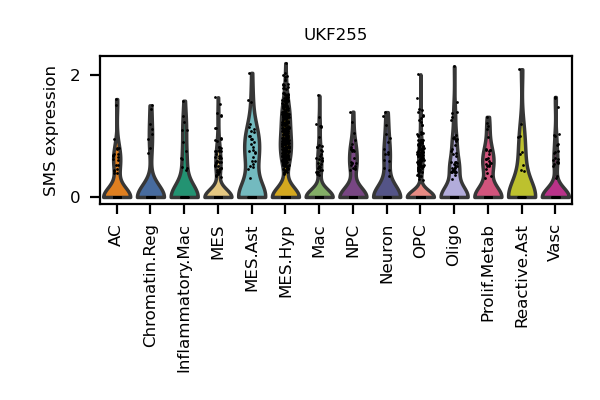 UKF255
SMS expression
2
0
AC
Chromatin.Reg
Inflammatory.Mac
MES
MES.Ast
MES.Hyp
Mac
NPC
Neuron
OPC
Oligo
Prolif.Metab
Reactive.Ast
Vasc